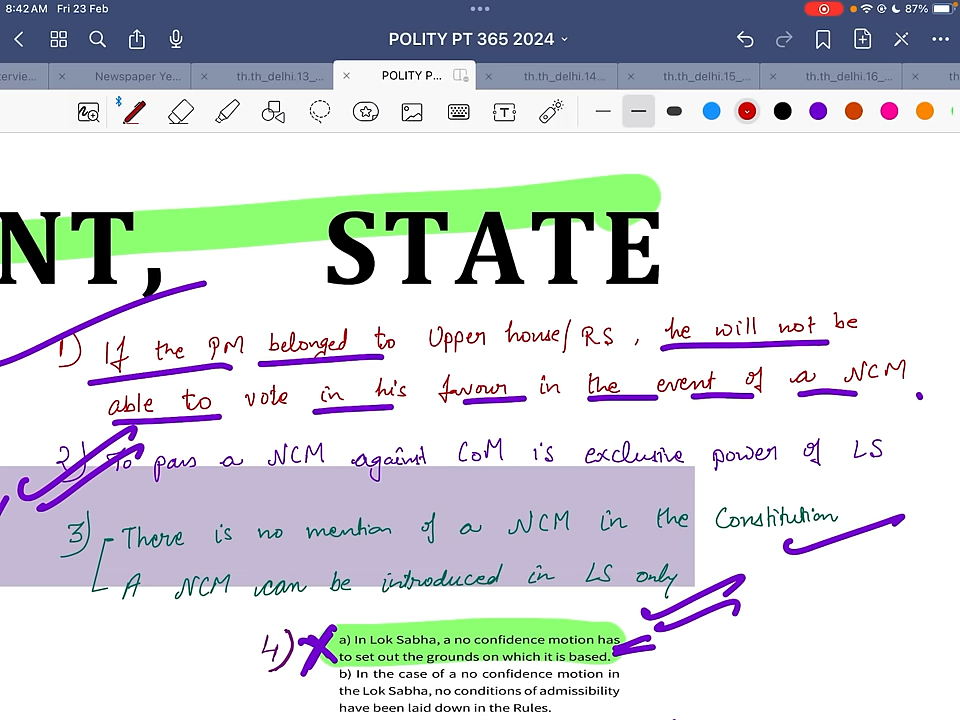 8:42 AM Fri 23 Feb
87%
POLITY PT 365 2024
tervie...
Newspaper Ye...
th.th_delhi.13_...
POLITY P...
th.th_delhi.14...
th.th_delhi.15_...
th.th_delhi.16_...
th
NT, STATE
1) If the PM belonged to Upper house/RS, he will not be
able to vote in his favour in the event of a NCM.
2) To pass a NCM against CoM is exclusive power of LS
3) There is no mention of a NCM in the Constitution
A NCM can be introduced in LS only
4) a) In Lok Sabha, a no confidence motion has
to set out the grounds on which it is based.
b) In the case of a no confidence motion in
the Lok Sabha, no conditions of admissibility
have been laid down in the Rules.